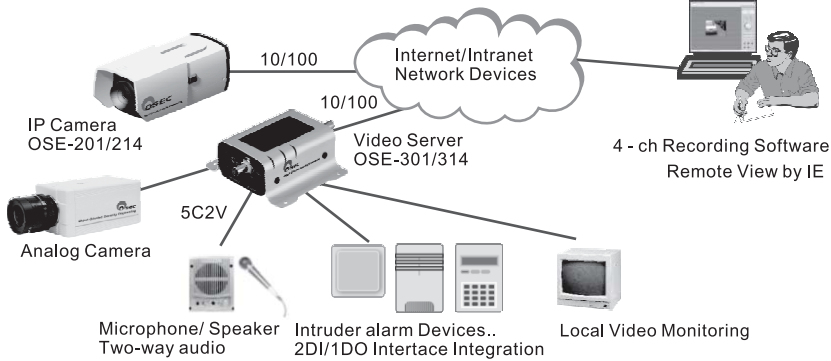 10/100
Internet/Intranet
Network Devices
OSEC
10/100
IP Camera
OSE-201/214
Video Server
OSE-301/314
4 - ch Recording Software
Remote View by IE
OSEC
5C2V
Analog Camera
Microphone/ Speaker
Two-way audio
Intruder alarm Devices..
2DI/1DO Intertace Integration
Local Video Monitoring